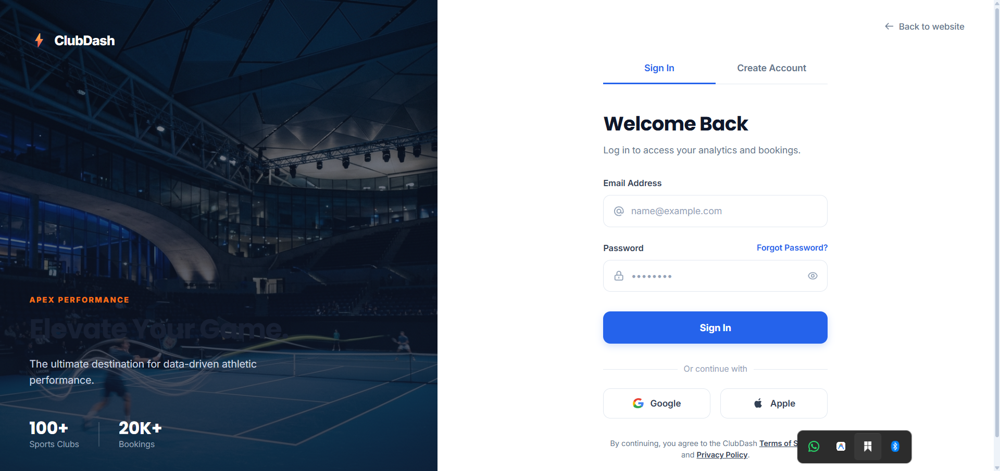 ClubDash
APEX PERFORMANCE
Elevate Your Game.
The ultimate destination for data-driven athletic
performance.
100+
Sports Clubs
20K+
Bookings
Back to website
Sign In
Create Account
Welcome Back
Log in to access your analytics and bookings.
Email Address
name@example.com
Password
Forgot Password?
Sign In
Or continue with
Google
Apple
By continuing, you agree to the ClubDash Terms of S
and Privacy Policy.